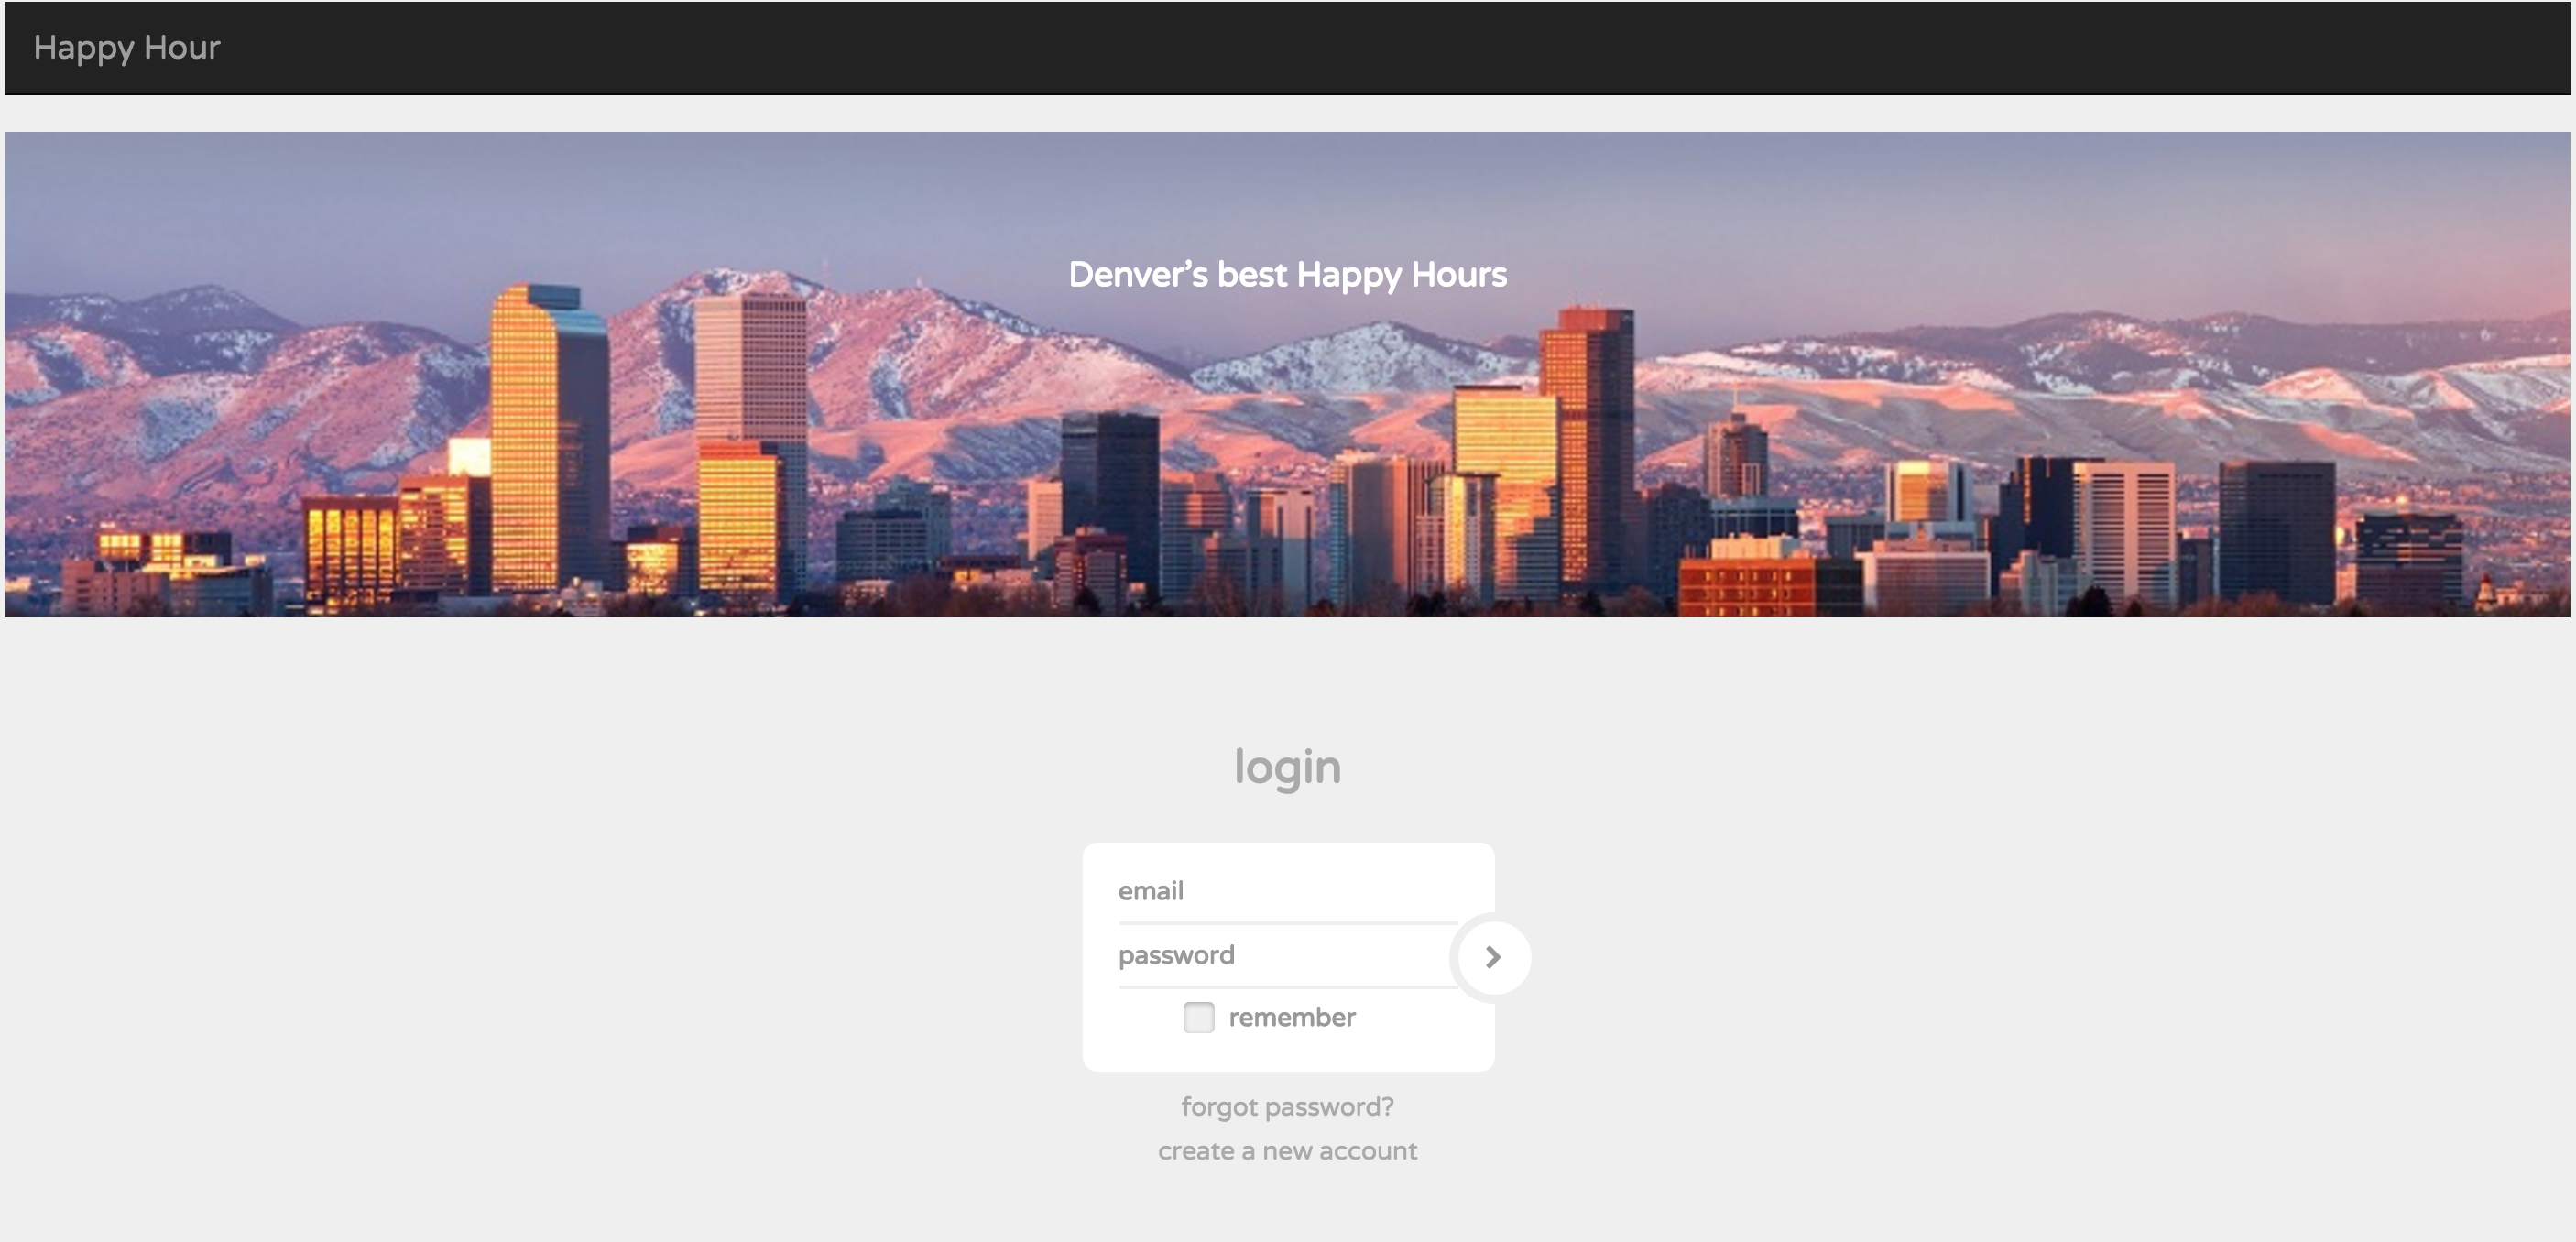 Happy Hour
Denver’s best Happy Hours
login
email
password
remember
forgot password?
create a new account